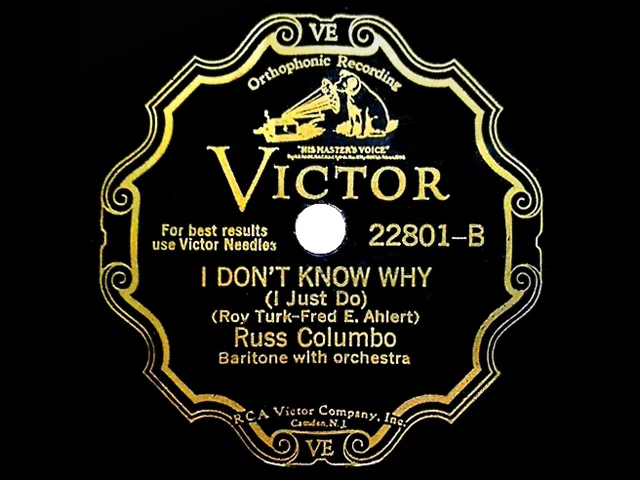 VE
Orthophonic Recording
"HIS MASTER'S VOICE"
VICTOR
For best results
use Victor Needles
22801-B
I DON'T KNOW WHY
(I Just Do)
(Roy Turk-Fred E. Ahlert)
Russ Columbo
Baritone with orchestra
RCA Victor Company, Inc.
Camden, N.J.
VE